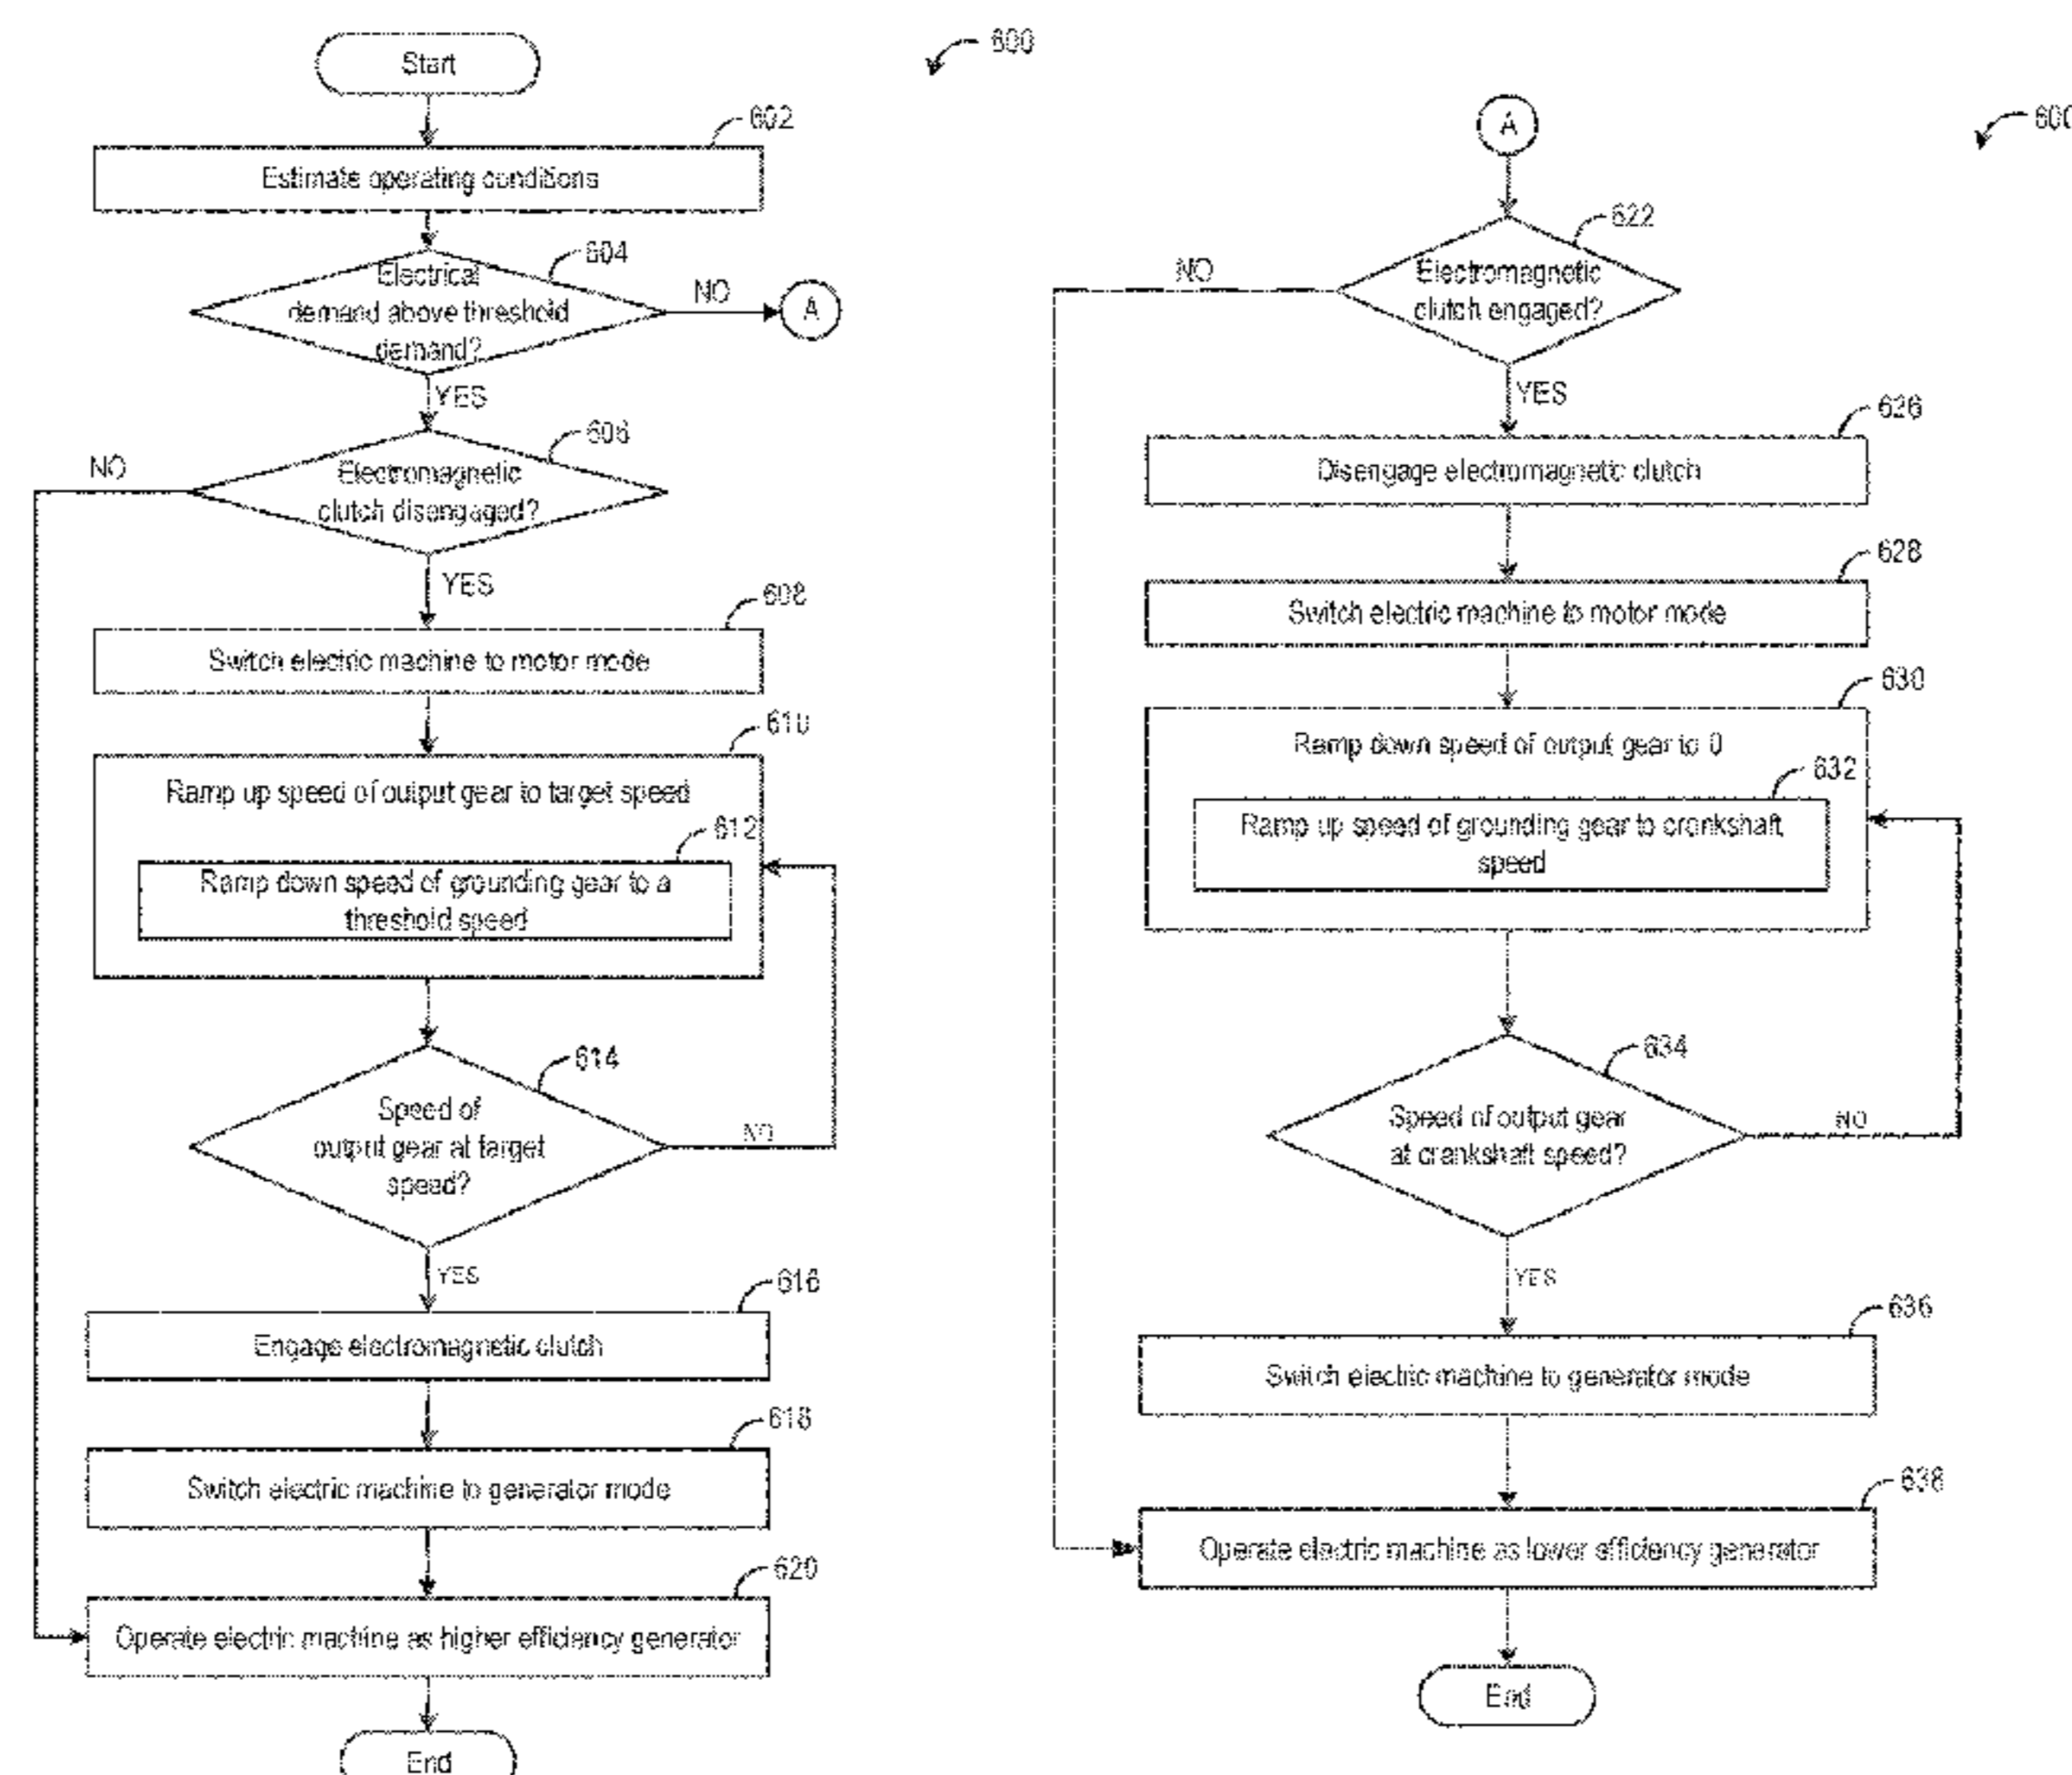 600
Start
602
Estimate operating conditions
604
Electrical
demand above threshold
demand?
NO
A
YES
606
Electromagnetic
clutch disengaged?
NO
YES
608
Switch electric machine to motor mode
610
Ramp up speed of output gear to target speed
612
Ramp down speed of grounding gear to a
threshold speed
614
Speed of
output gear at target
speed?
NO
YES
616
Engage electromagnetic clutch
618
Switch electric machine to generator mode
620
Operate electric machine as higher efficiency generator
End
600
A
622
Electromagnetic
clutch engaged?
NO
YES
626
Disengage electromagnetic clutch
628
Switch electric machine to motor mode
630
Ramp down speed of output gear to 0
632
Ramp up speed of grounding gear to crankshaft
speed
634
Speed of output gear
at crankshaft speed?
NO
YES
636
Switch electric machine to generator mode
638
Operate electric machine as lower efficiency generator
End